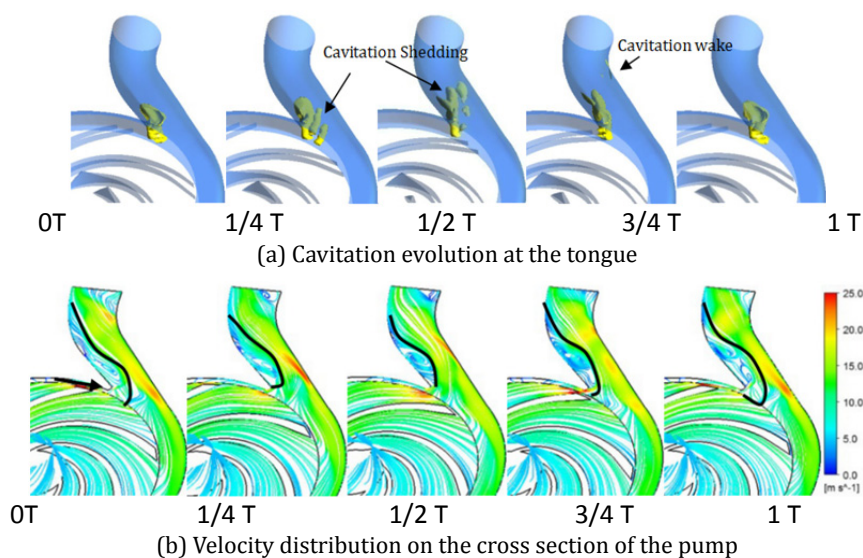 Cavitation Shedding
Cavitation wake
0T 1/4 T 1/2 T 3/4 T 1 T
(a) Cavitation evolution at the tongue
25.0
20.0
15.0
10.0
5.0
0.0
[m s^-1]
0T 1/4 T 1/2 T 3/4 T 1 T
(b) Velocity distribution on the cross section of the pump